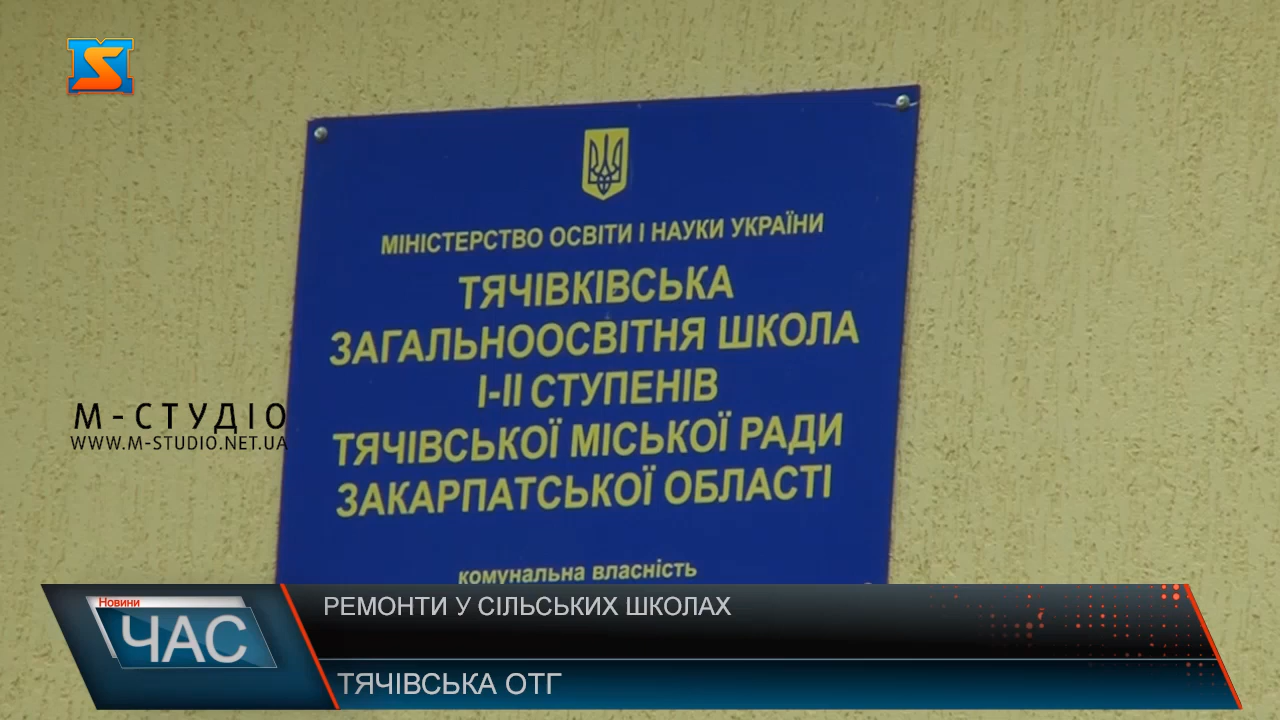 МІНІСТЕРСТВО ОСВІТИ І НАУКИ УКРАЇНИ
ТЯЧІВКІВСЬКА
ЗАГАЛЬНООСВІТНЯ ШКОЛА
І-ІІ СТУПЕНІВ
ТЯЧІВСЬКОЇ МІСЬКОЇ РАДИ
ЗАКАРПАТСЬКОЇ ОБЛАСТІ
комунальна власність
М-СТУДІО
WWW.M-STUDIO.NET.UA
Новини
ЧАС
РЕМОНТИ У СІЛЬСЬКИХ ШКОЛАХ
ТЯЧІВСЬКА ОТГ